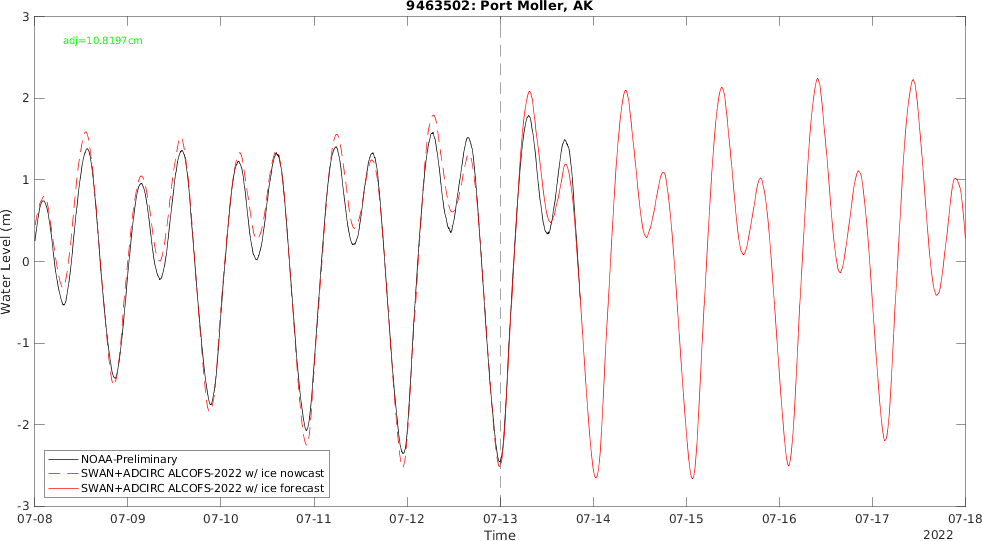 9463502: Port Moller, AK
adj=10.8197cm
3
2
1
0
-1
-2
-3
Water Level (m)
NOAA-Preliminary
SWAN+ADCIRC ALCOFS-2022 w/ ice nowcast
SWAN+ADCIRC ALCOFS-2022 w/ ice forecast
07-08 07-09 07-10 07-11 07-12 07-13 07-14 07-15 07-16 07-17 07-18
Time
2022